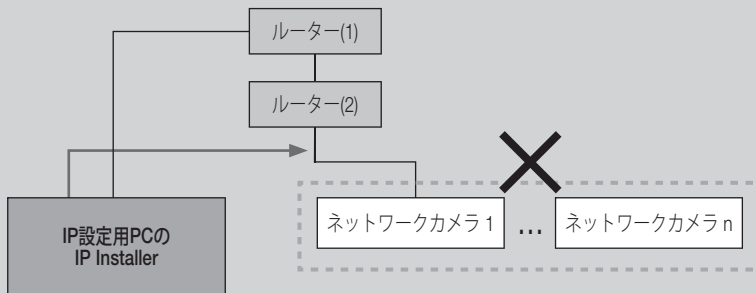 ルーター(1)
ルーター(2)
IP設定用PCの
IP Installer
ネットワークカメラ 1
...
ネットワークカメラ n